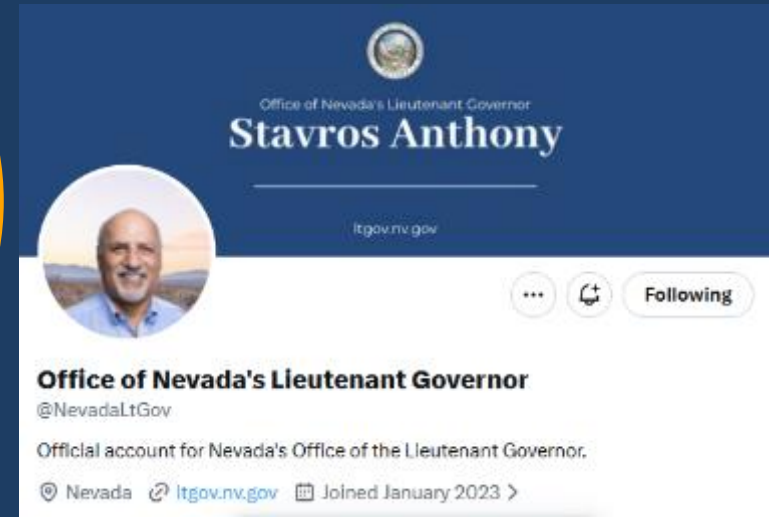 Office of Nevada's Lieutenant Governor
Stavros Anthony
ltgov.nv.gov
Following
Office of Nevada's Lieutenant Governor
@NevadaLtGov
Official account for Nevada's Office of the Lieutenant Governor.
Nevada ltgov.nv.gov Joined January 2023 >